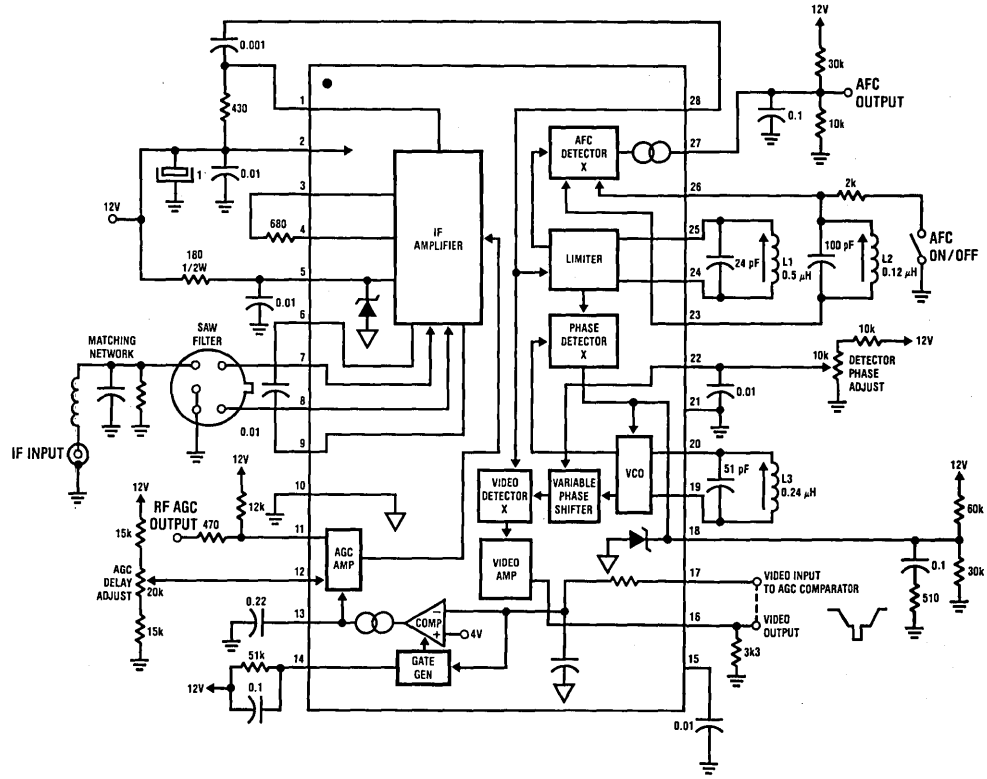 12V
0.001
30k
AFC
OUTPUT
430
1
28
0.1
10k
AFC
DETECTOR
X
27
2
1
0.01
2k
3
26
12V
680
4
IF
AMPLIFIER
25
LIMITER
24 pF
L1
0.5 μH
100 pF
L2
0.12 μH
AFC
ON/OFF
180
1/2W
5
24
0.01
6
23
MATCHING
NETWORK
SAW
FILTER
PHASE
DETECTOR
X
10k
12V
7
22
10k
DETECTOR
PHASE
ADJUST
0.01
8
21
0.01
9
20
IF INPUT
VCO
51 pF
L3
0.24 μH
12V
12V
10
VIDEO
DETECTOR
X
VARIABLE
PHASE
SHIFTER
19
12V
RF AGC
OUTPUT
12k
60k
15k
470
11
18
AGC
AMP
VIDEO
AMP
0.1
30k
AGC
DELAY
ADJUST
20k
12
17
VIDEO INPUT
TO AGC COMPARATOR
510
0.22
13
COMP
−
+
4V
16
VIDEO
OUTPUT
15k
3k3
51k
14
GATE
GEN
15
12V
0.1
0.01